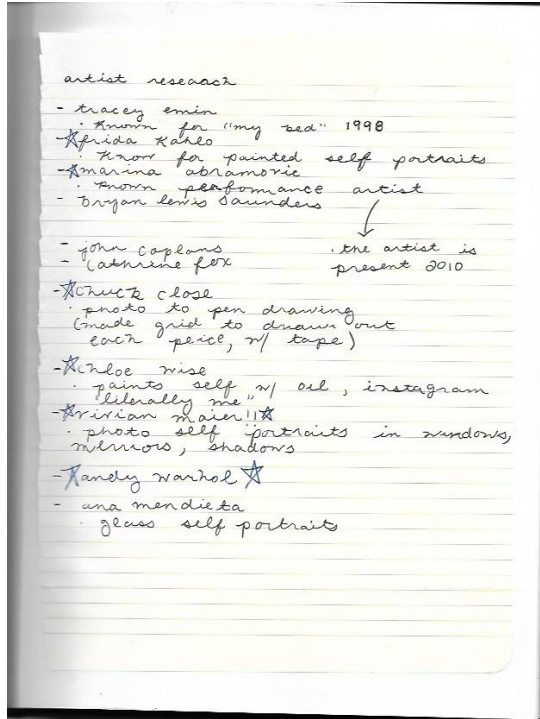 artist reseaach
- tracey emin
· Known for "my bed" 1998
- ☆ frida Kahlo
· Know for painted self portraits
- ☆ marina abramovic
· Known performance artist
- bryan lewis Saunders
- john coplans
- Cathrine fox
· the artist is
present 2010
- ☆ Chuck close
· photo to pen drawing
(made grid to draw out
each peice, w/ tape)
- ☆ Chloe wise
· paints self w/ oil, instagram
"literally me"
- ☆ vivian maier!! ☆
· photo self portraits in windows,
mirriors, shadows
- ☆ andy warhol ☆
- ana mendieta
· glass self portraits